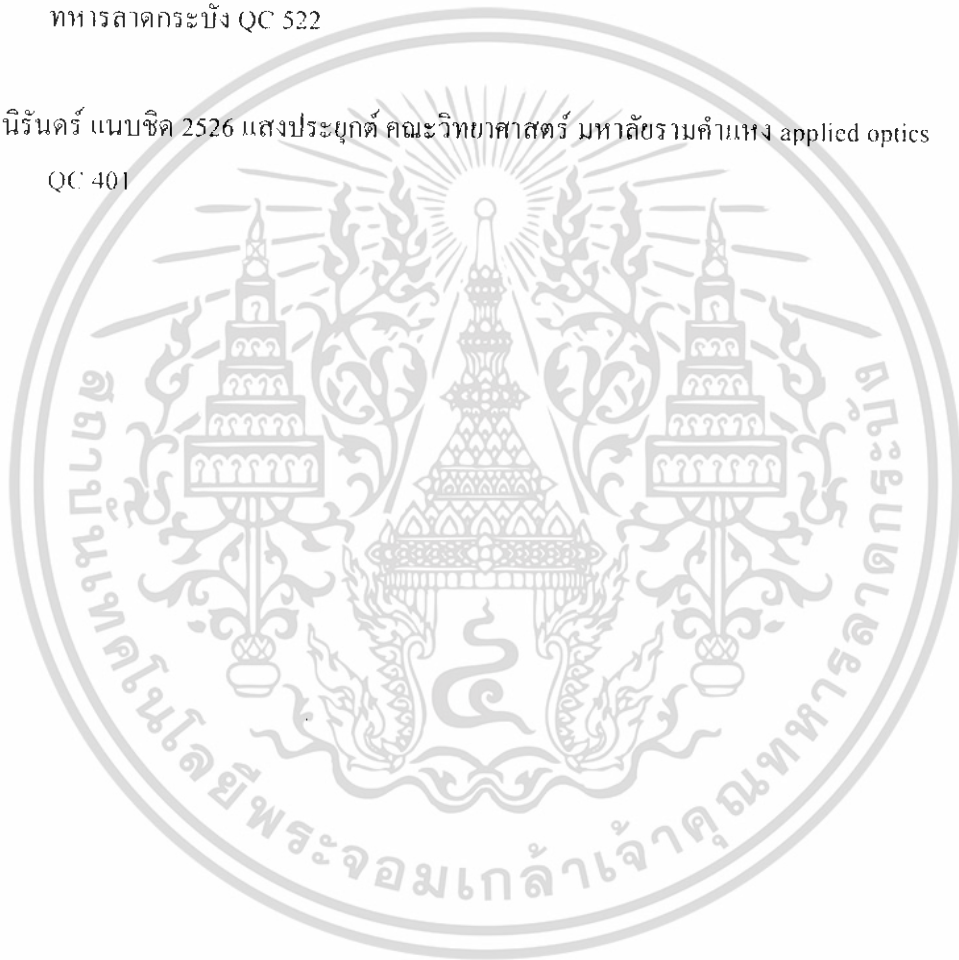 ทหารลาดกระบัง QC 522
นิรันดร์ แนบชิด 2526 แสงประยุกต์ คณะวิทยาศาสตร์ มหาลัยรามคำแหง applied optics
QC 401
สถาบันเทคโนโลยีพระจอมเกล้าเจ้าคุณทหารลาดกระบัง